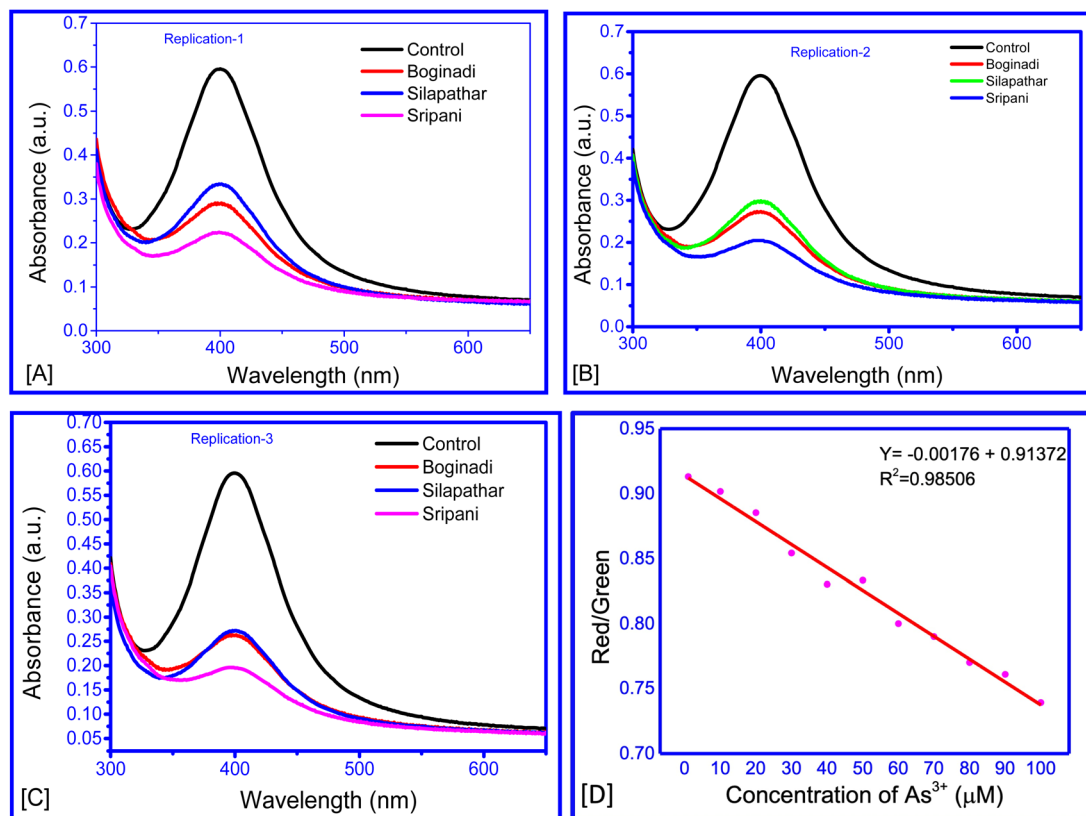 Replication-1
Control
Boginadi
Silapathar
Sripani
0.7
0.6
0.5
0.4
0.3
0.2
0.1
0.0
Absorbance (a.u.)
300 400 500 600
Wavelength (nm)
[A]
Replication-2
Control
Boginadi
Silapathar
Sripani
0.7
0.6
0.5
0.4
0.3
0.2
0.1
0.0
Absorbance (a.u.)
300 400 500 600
Wavelength (nm)
[B]
Replication-3
Control
Boginadi
Silapathar
Sripani
0.70
0.65
0.60
0.55
0.50
0.45
0.40
0.35
0.30
0.25
0.20
0.15
0.10
0.05
Absorbance (a.u.)
300 400 500 600
Wavelength (nm)
[C]
Y= -0.00176 + 0.91372
R²=0.98506
0.95
0.90
0.85
0.80
0.75
0.70
Red/Green
0 10 20 30 40 50 60 70 80 90 100
Concentration of As³⁺ (μM)
[D]